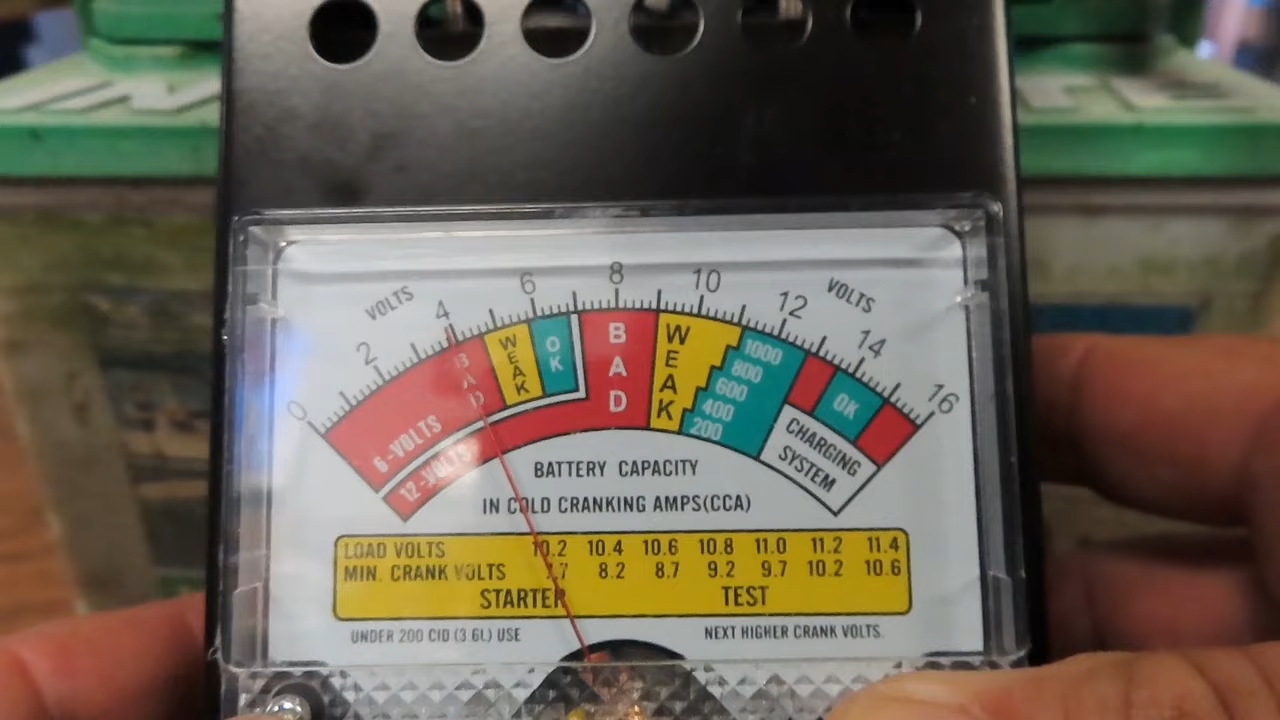 VOLTS
VOLTS
0 2 4 6 8 10 12 14 16
BAD
WEAK
OK
BAD
WEAK
1000
800
600
400
200
OK
6-VOLTS
12-VOLTS
CHARGING
SYSTEM
BATTERY CAPACITY
IN COLD CRANKING AMPS(CCA)
LOAD VOLTS 10.2 10.4 10.6 10.8 11.0 11.2 11.4
MIN. CRANK VOLTS 7.7 8.2 8.7 9.2 9.7 10.2 10.6
STARTER TEST
UNDER 200 CID (3.6L) USE NEXT HIGHER CRANK VOLTS.